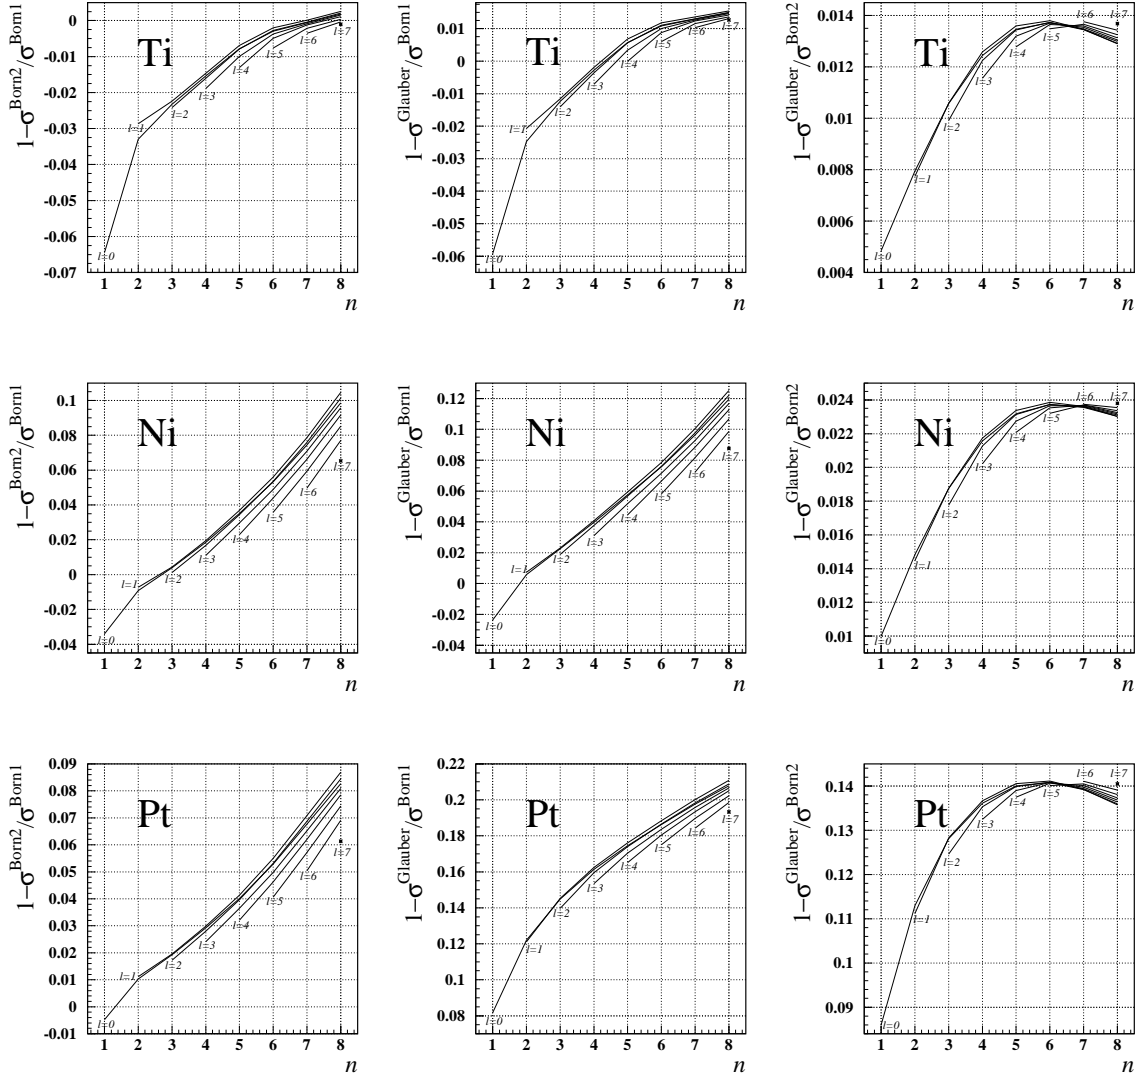 1−σ^Born2/σ^Born1
0
-0.01
-0.02
-0.03
-0.04
-0.05
-0.06
-0.07
Ti
l=0
l=1
l=2
l=3
l=4
l=5
l=6
l=7
1 2 3 4 5 6 7 8
n
1−σ^Glauber/σ^Born1
0.01
0
-0.01
-0.02
-0.03
-0.04
-0.05
-0.06
Ti
l=0
l=1
l=2
l=3
l=4
l=5
l=6
l=7
1 2 3 4 5 6 7 8
n
1−σ^Glauber/σ^Born2
0.014
0.012
0.01
0.008
0.006
0.004
Ti
l=0
l=1
l=2
l=3
l=4
l=5
l=6
l=7
1 2 3 4 5 6 7 8
n
1−σ^Born2/σ^Born1
0.1
0.08
0.06
0.04
0.02
0
-0.02
-0.04
Ni
l=0
l=1
l=2
l=3
l=4
l=5
l=6
l=7
1 2 3 4 5 6 7 8
n
1−σ^Glauber/σ^Born1
0.12
0.1
0.08
0.06
0.04
0.02
0
-0.02
-0.04
Ni
l=0
l=1
l=2
l=3
l=4
l=5
l=6
l=7
1 2 3 4 5 6 7 8
n
1−σ^Glauber/σ^Born2
0.024
0.022
0.02
0.018
0.016
0.014
0.012
0.01
Ni
l=0
l=1
l=2
l=3
l=4
l=5
l=6
l=7
1 2 3 4 5 6 7 8
n
1−σ^Born2/σ^Born1
0.09
0.08
0.07
0.06
0.05
0.04
0.03
0.02
0.01
0
-0.01
Pt
l=0
l=1
l=2
l=3
l=4
l=5
l=6
l=7
1 2 3 4 5 6 7 8
n
1−σ^Glauber/σ^Born1
0.22
0.2
0.18
0.16
0.14
0.12
0.1
0.08
Pt
l=0
l=1
l=2
l=3
l=4
l=5
l=6
l=7
1 2 3 4 5 6 7 8
n
1−σ^Glauber/σ^Born2
0.14
0.13
0.12
0.11
0.1
0.09
Pt
l=0
l=1
l=2
l=3
l=4
l=5
l=6
l=7
1 2 3 4 5 6 7 8
n